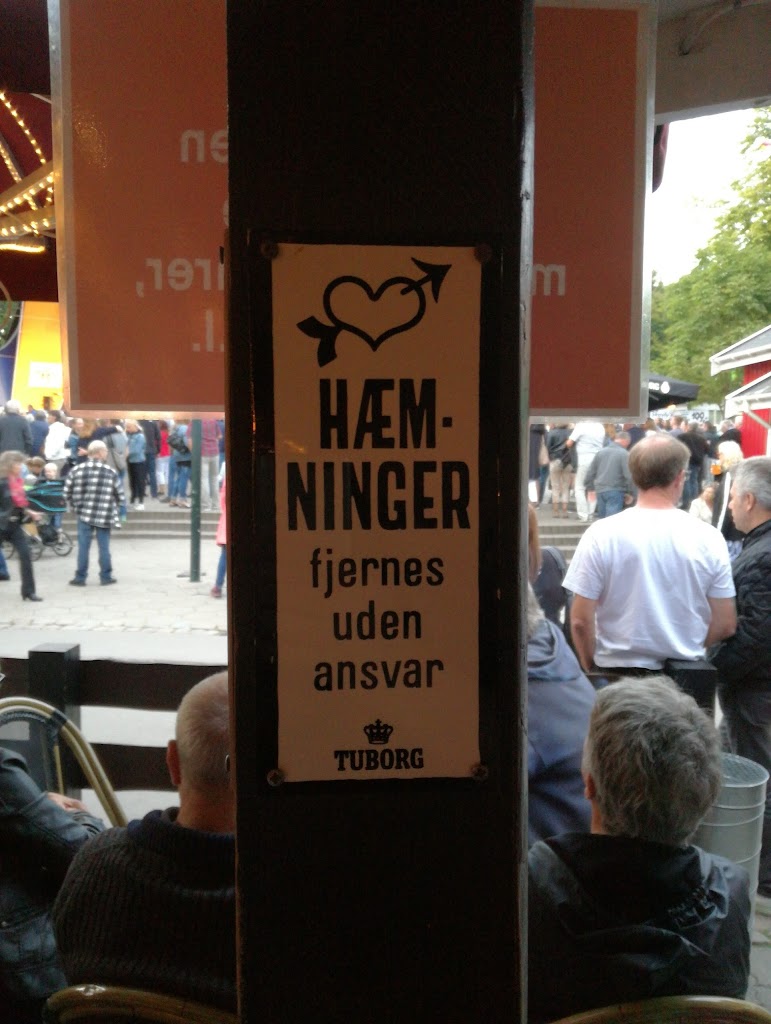 HÆM-
NINGER
fjernes
uden
ansvar
TUBORG